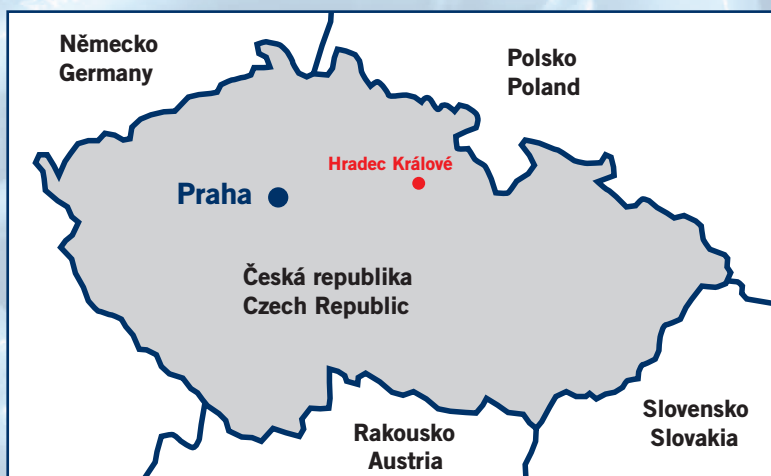 Německo
Germany
Polsko
Poland
Hradec Králové
Praha
Česká republika
Czech Republic
Slovensko
Slovakia
Rakousko
Austria